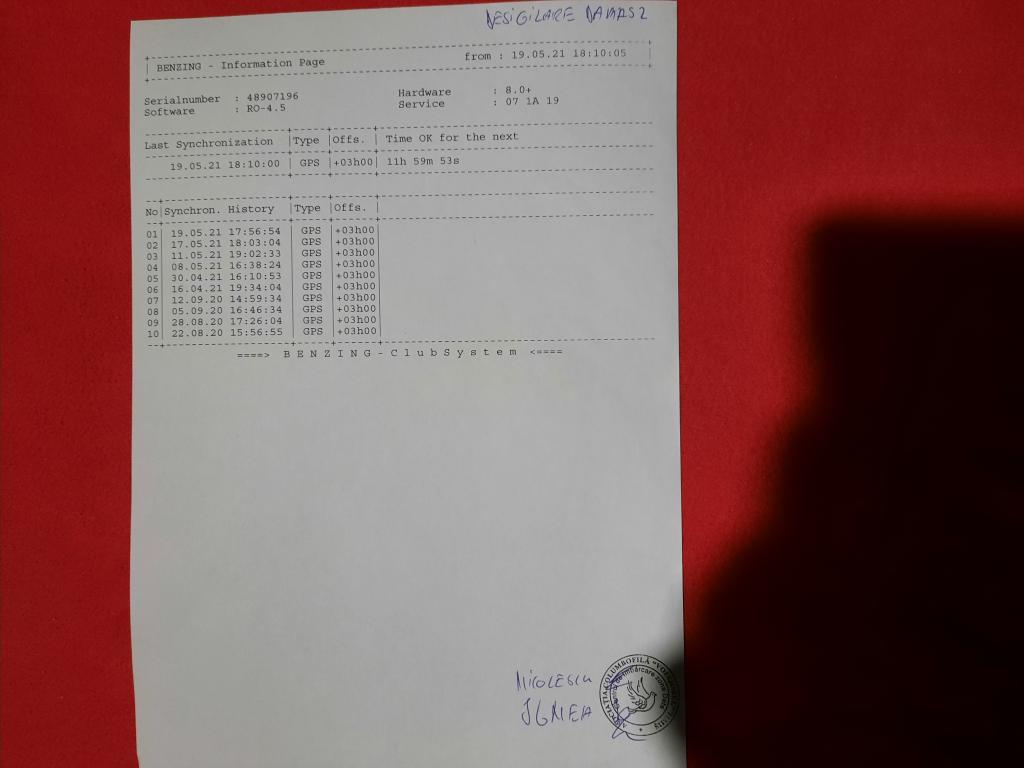 DESIGILARE DAMASZ
BENZING - Information Page from : 19.05.21 18:10:05
Serialnumber : 48907196 Hardware : 8.0+
Software : RO-4.5 Service : 07 1A 19
Last Synchronization |Type |Offs. | Time OK for the next
19.05.21 18:10:00 | GPS |+03h00| 11h 59m 53s
No|Synchron. History |Type |Offs. |
01| 19.05.21 17:56:54 | GPS |+03h00|
02| 17.05.21 18:03:04 | GPS |+03h00|
03| 11.05.21 19:02:33 | GPS |+03h00|
04| 08.05.21 16:38:24 | GPS |+03h00|
05| 30.04.21 16:10:53 | GPS |+03h00|
06| 16.04.21 19:34:04 | GPS |+03h00|
07| 12.09.20 14:59:34 | GPS |+03h00|
08| 05.09.20 16:46:34 | GPS |+03h00|
09| 28.08.20 17:26:04 | GPS |+03h00|
10| 22.08.20 15:56:55 | GPS |+03h00|
====> B E N Z I N G - C l u b S y s t e m <====
NICOLESCU
ASOCIATIA COLUMBOFILĂ